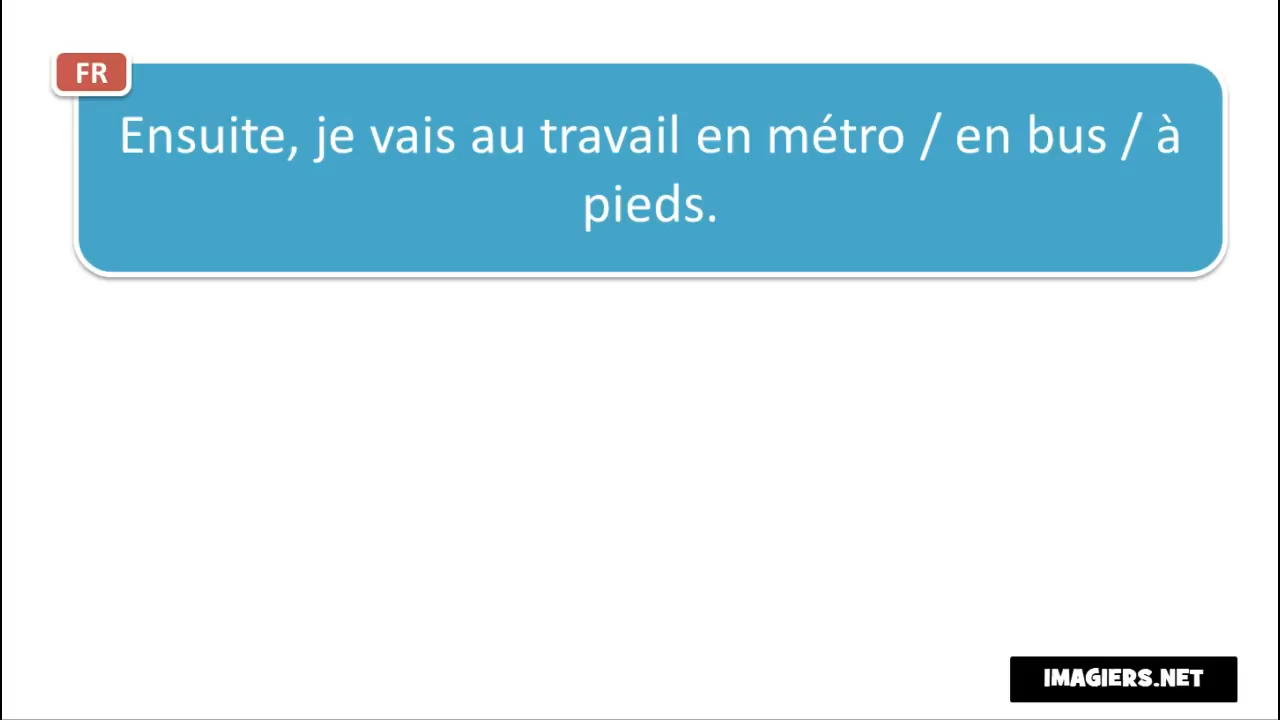 FR
Ensuite, je vais au travail en métro / en bus / à
pieds.
IMAGIERS.NET